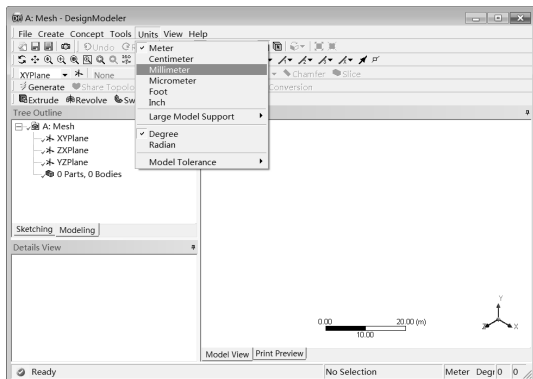 A: Mesh - DesignModeler
File Create Concept Tools Units View Help
Undo
Meter
Centimeter
Millimeter
Micrometer
Foot
Inch
Large Model Support
Degree
Radian
Model Tolerance
XYPlane None
Chamfer Slice
Generate Share Topolo
Conversion
Extrude Revolve Sw
Tree Outline
A: Mesh
XYPlane
ZXPlane
YZPlane
0 Parts, 0 Bodies
Sketching Modeling
Details View
0.00 20.00 (m)
10.00
Y
X
Model View Print Preview
Ready No Selection Meter Degr 0 0